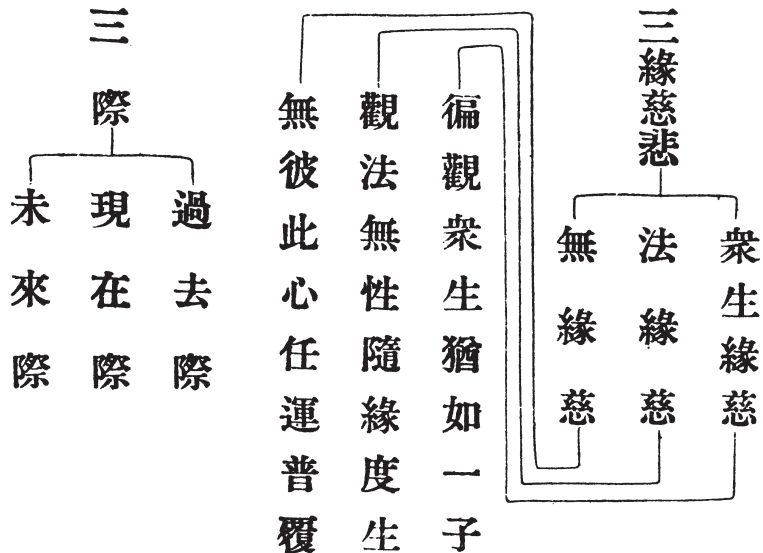 三緣慈悲
衆生緣慈
法緣慈
無緣慈
徧觀衆生猶如一子
觀法無性隨緣度生
無彼此心任運普覆
三際
過去際
現在際
未來際